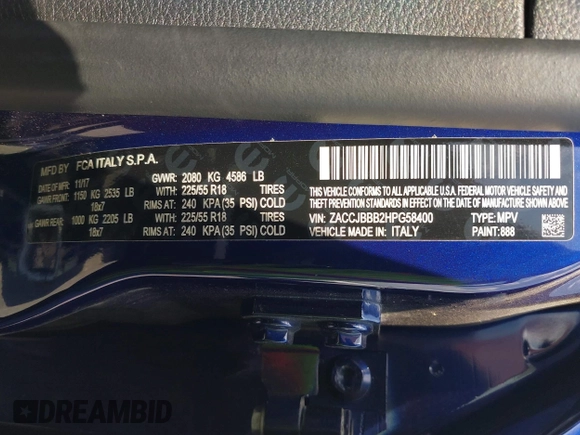 MFD BY FCA ITALY S.P.A.
11/17 GVWR: 2080 KG 4586 LB
GAWR FRONT: 1150 KG 2535 LB WITH: 225/55 R18 TIRES
18x7 RIMS AT: 240 KPA (35 PSI) COLD
GAWR REAR: 1000 KG 2205 LB WITH: 225/55 R18 TIRES
18x7 RIMS AT: 240 KPA (35 PSI) COLD
THIS VEHICLE CONFORMS TO ALL APPLICABLE FEDERAL MOTOR
VEHICLE SAFETY, BUMPER AND THEFT PREVENTION STANDARDS IN
EFFECT ON THE DATE OF MANUFACTURE SHOWN ABOVE.
VIN: ZACCJBBB2HPG58400 TYPE: MPV
VEHICLE MADE IN: ITALY PAINT: 888
DREAMBID